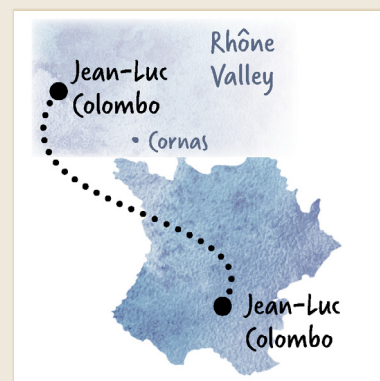 Rhône
Valley
Jean-Luc
Colombo
Cornas
Jean-Luc
Colombo